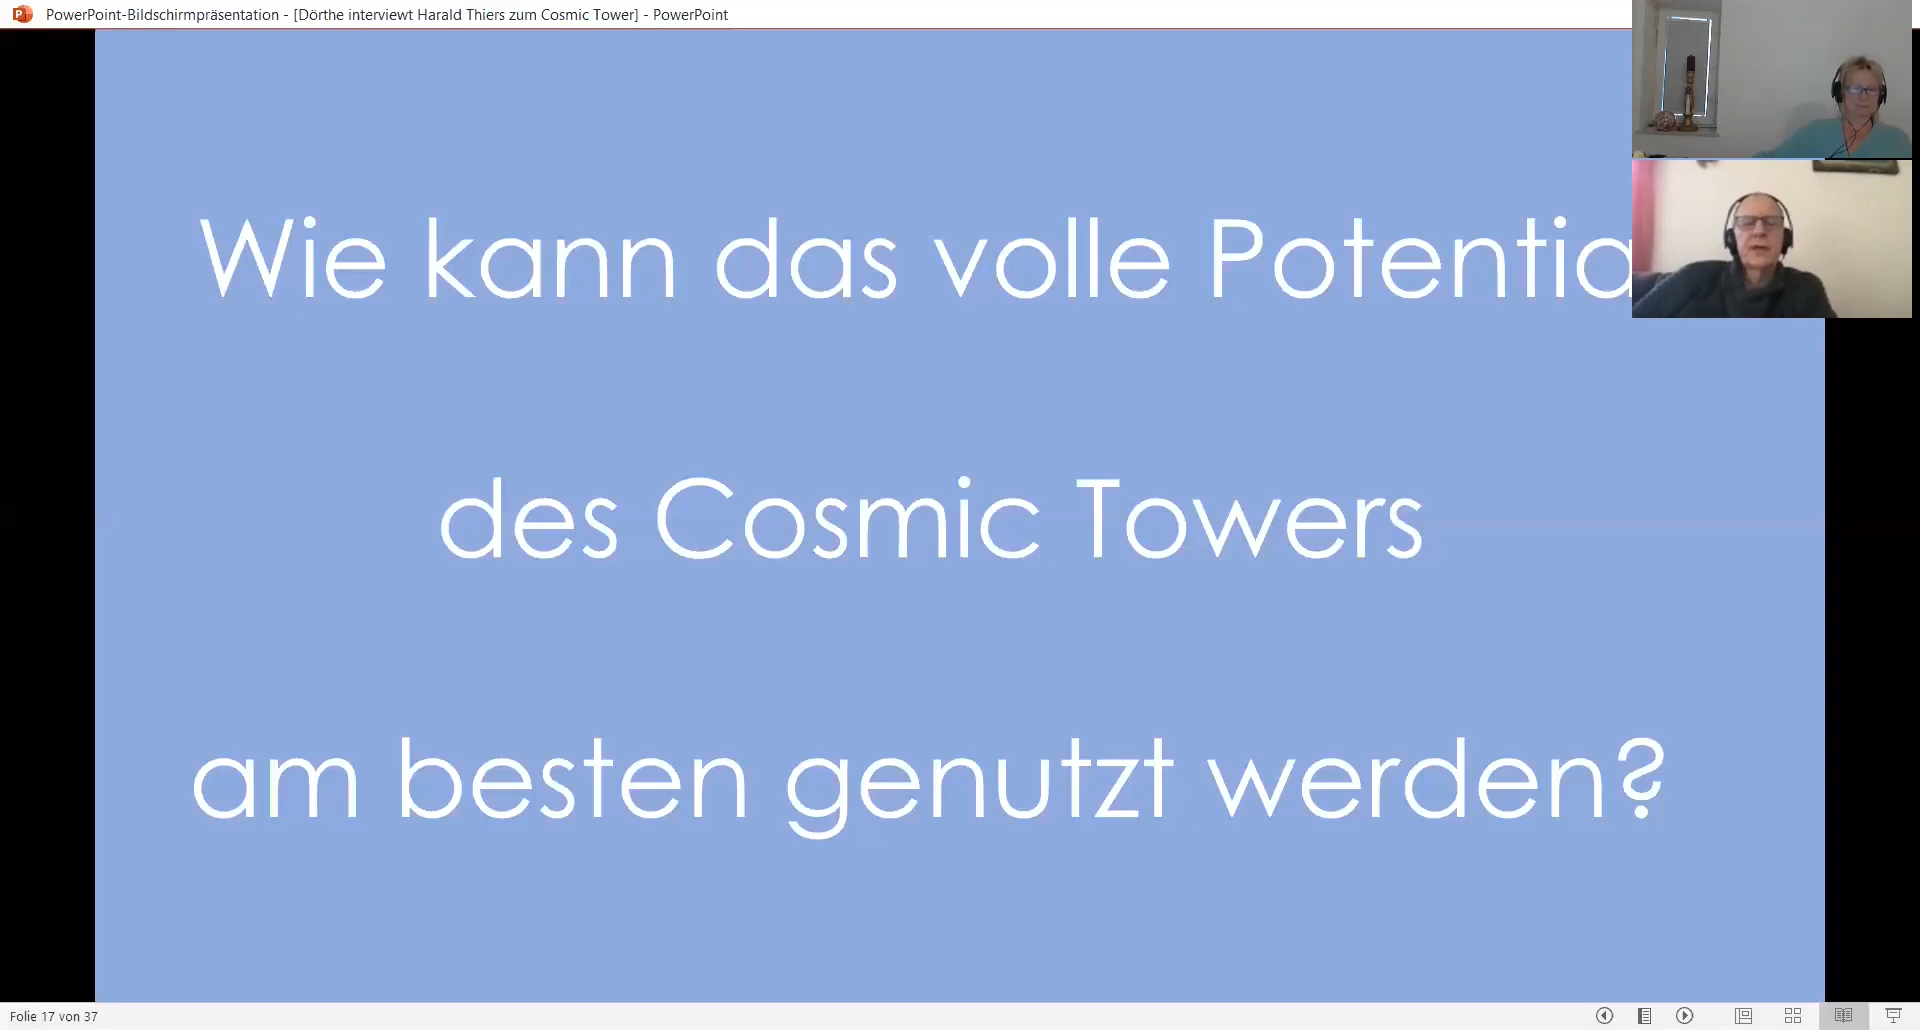 PowerPoint-Bildschirmpräsentation - [Dörthe interviewt Harald Thiers zum Cosmic Tower] - PowerPoint
Wie kann das volle
des Cosmic Towers
am besten genutzt werden?
Folie 17 von 37